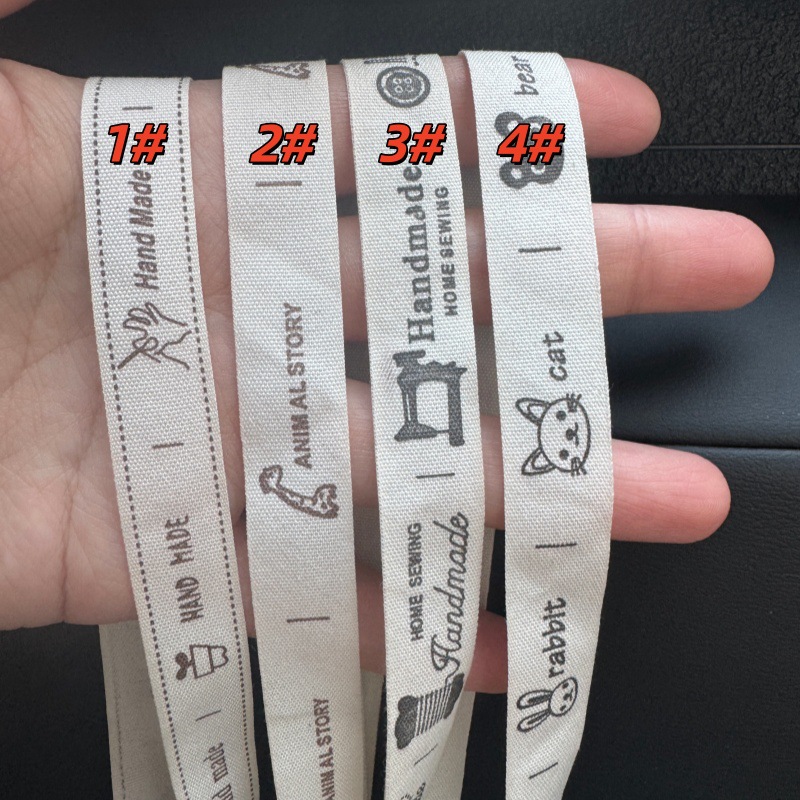 1#
Hand Made
HAND MADE
made
2#
ANIMAL STORY
ANIMAL STORY
3#
Handmade
HOME SEWING
HOME SEWING
Handmade
4#
bear
cat
rabbit